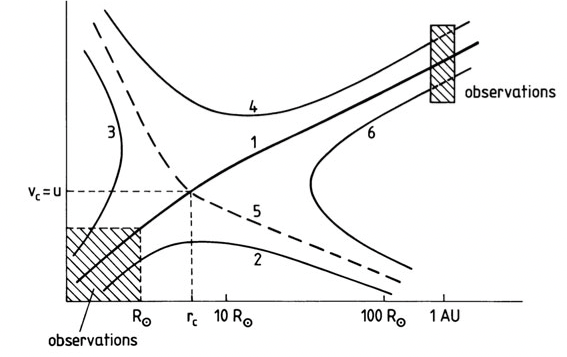 4
observations
1
3
6
v_c = u
5
2
R_⊙ r_c 10 R_⊙ 100 R_⊙ 1 AU
observations